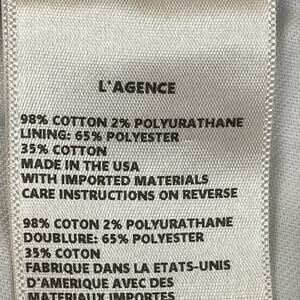 L'AGENCE
98% COTTON 2% POLYURATHANE
LINING: 65% POLYESTER
35% COTTON
MADE IN THE USA
WITH IMPORTED MATERIALS
CARE INSTRUCTIONS ON REVERSE
98% COTON 2% POLYURATHANE
DOUBLURE: 65% POLYESTER
35% COTON
FABRIQUE DANS LA ETATS-UNIS
D'AMERIQUE AVEC DES
MATERIAUX IMPORTES